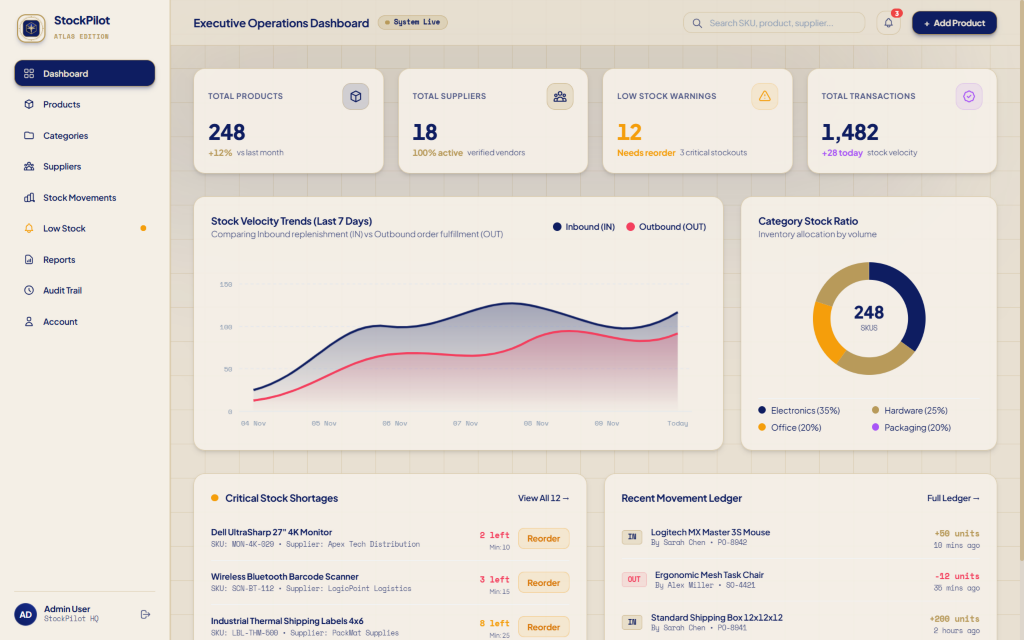 StockPilot
ATLAS EDITION
Dashboard
Products
Categories
Suppliers
Stock Movements
Low Stock
Reports
Audit Trail
Account
AD
Admin User
StockPilot HQ
Executive Operations Dashboard
System Live
Search SKU, product, supplier...
3
+ Add Product
TOTAL PRODUCTS
248
+12% vs last month
TOTAL SUPPLIERS
18
100% active verified vendors
LOW STOCK WARNINGS
12
Needs reorder 3 critical stockouts
TOTAL TRANSACTIONS
1,482
+28 today stock velocity
Stock Velocity Trends (Last 7 Days)
Comparing Inbound replenishment (IN) vs Outbound order fulfillment (OUT)
Inbound (IN)
Outbound (OUT)
150
100
50
0
04 Nov
05 Nov
06 Nov
07 Nov
08 Nov
09 Nov
Today
Category Stock Ratio
Inventory allocation by volume
248
SKUS
Electronics (35%)
Hardware (25%)
Office (20%)
Packaging (20%)
Critical Stock Shortages
View All 12 →
Dell UltraSharp 27" 4K Monitor
SKU: MON-4K-029 • Supplier: Apex Tech Distribution
2 left
Min: 10
Reorder
Wireless Bluetooth Barcode Scanner
SKU: SCN-BT-112 • Supplier: LogicPoint Logistics
3 left
Min: 15
Reorder
Industrial Thermal Shipping Labels 4x6
SKU: LBL-THM-500 • Supplier: PackMat Supplies
8 left
Min: 25
Reorder
Recent Movement Ledger
Full Ledger →
IN
Logitech MX Master 3S Mouse
By Sarah Chen • PO-8942
+50 units
10 mins ago
OUT
Ergonomic Mesh Task Chair
By Alex Miller • SO-4421
-12 units
35 mins ago
IN
Standard Shipping Box 12x12x12
By Sarah Chen • PO-8941
+200 units
2 hours ago